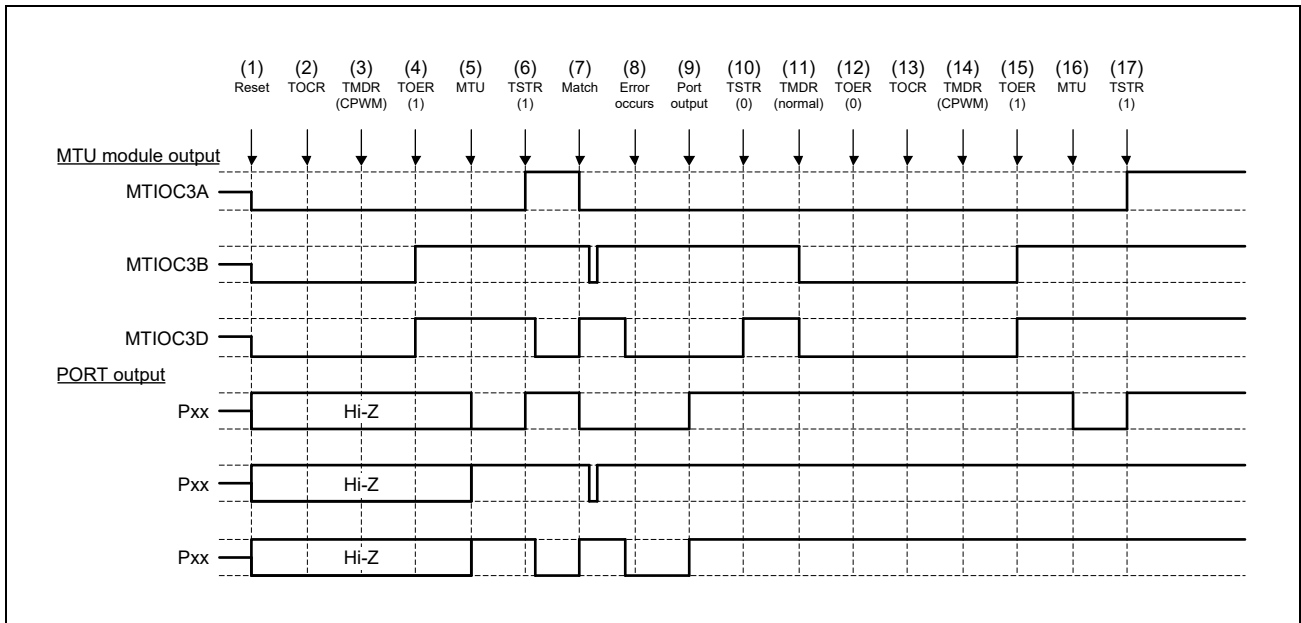 (1) (2) (3) (4) (5) (6) (7) (8) (9) (10) (11) (12) (13) (14) (15) (16) (17)
Reset TOCR TMDR TOER MTU TSTR Match Error Port TSTR TMDR TOER TOCR TMDR TOER MTU TSTR
(CPWM) (1) (1) occurs output (0) (normal) (0) (CPWM) (1) (1)
MTU module output
MTIOC3A
MTIOC3B
MTIOC3D
PORT output
Pxx Hi-Z
Pxx Hi-Z
Pxx Hi-Z